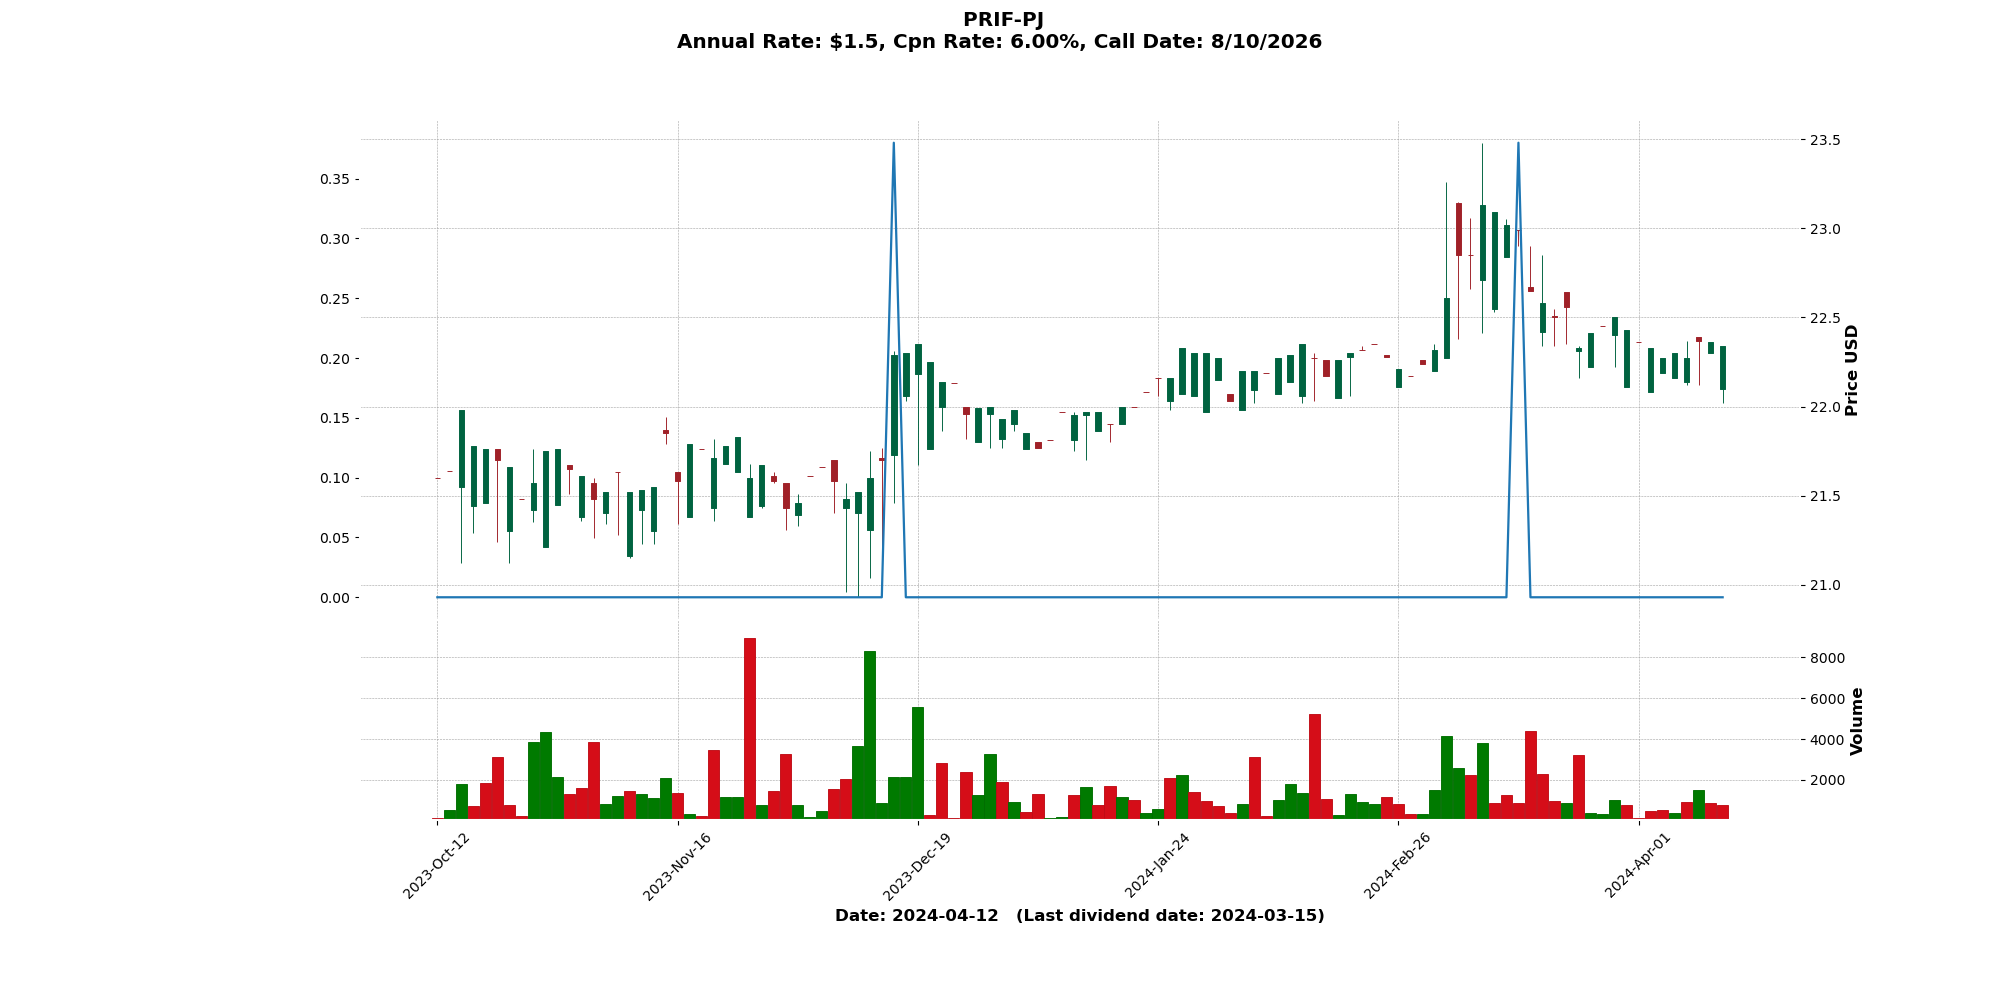 PRIF-PJ
Annual Rate: $1.5, Cpn Rate: 6.00%, Call Date: 8/10/2026
0.35
0.30
0.25
0.20
0.15
0.10
0.05
0.00
23.5
23.0
22.5
22.0
21.5
21.0
Price USD
8000
6000
4000
2000
Volume
2023-Oct-12
2023-Nov-16
2023-Dec-19
2024-Jan-24
2024-Feb-26
2024-Apr-01
Date: 2024-04-12 (Last dividend date: 2024-03-15)